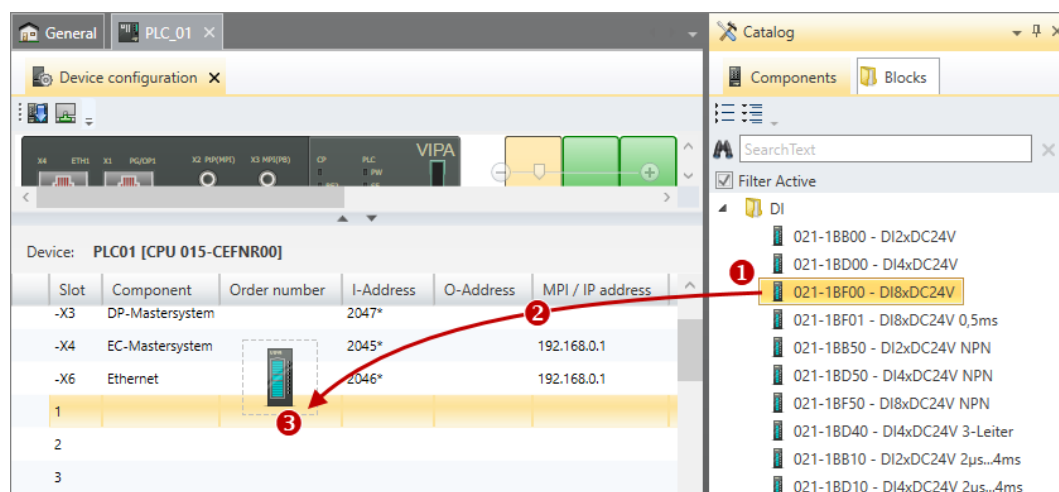 General
PLC_01
Device configuration
X4 ETH1 X1 PG/OP1 X2 PtP(MPI) X3 MPI(PB) CP PLC VIPA
PW
Device: PLC01 [CPU 015-CEFNR00]
Slot Component Order number I-Address O-Address MPI / IP address
-X3 DP-Mastersystem 2047*
-X4 EC-Mastersystem 2045* 192.168.0.1
-X6 Ethernet 2046* 192.168.0.1
1
2
3
1
2
3
Catalog
Components Blocks
SearchText
Filter Active
DI
021-1BB00 - DI2xDC24V
021-1BD00 - DI4xDC24V
021-1BF00 - DI8xDC24V
021-1BF01 - DI8xDC24V 0,5ms
021-1BB50 - DI2xDC24V NPN
021-1BD50 - DI4xDC24V NPN
021-1BF50 - DI8xDC24V NPN
021-1BD40 - DI4xDC24V 3-Leiter
021-1BB10 - DI2xDC24V 2µs...4ms
021-1BD10 - DI4xDC24V 2µs...4ms